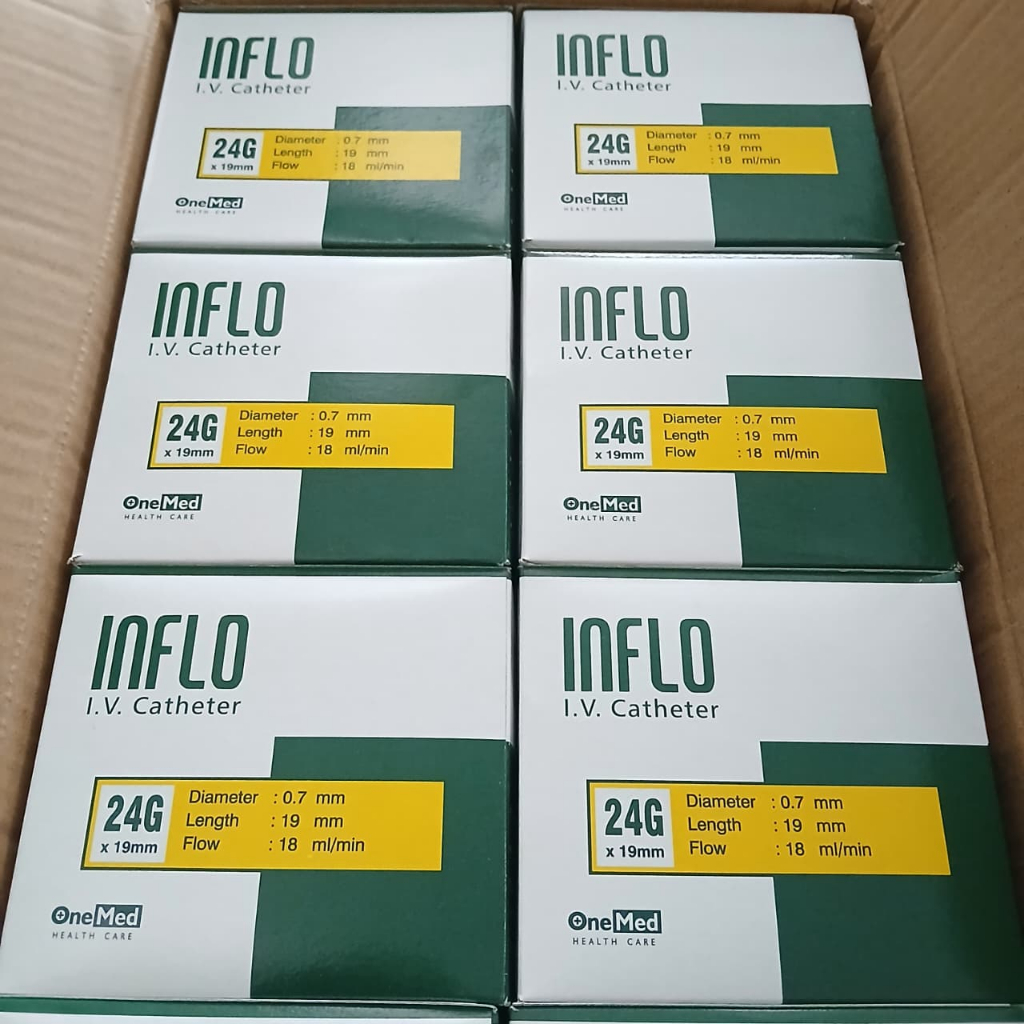 INFLO
I.V. Catheter
24G
x 19mm
Diameter : 0.7 mm
Length : 19 mm
Flow : 18 ml/min
OneMed
HEALTH CARE
INFLO
I.V. Catheter
24G
x 19mm
Diameter : 0.7 mm
Length : 19 mm
Flow : 18 ml/min
OneMed
HEALTH CARE
INFLO
I.V. Catheter
24G
x 19mm
Diameter : 0.7 mm
Length : 19 mm
Flow : 18 ml/min
OneMed
HEALTH CARE
INFLO
I.V. Catheter
24G
x 19mm
Diameter : 0.7 mm
Length : 19 mm
Flow : 18 ml/min
OneMed
HEALTH CARE
INFLO
I.V. Catheter
24G
x 19mm
Diameter : 0.7 mm
Length : 19 mm
Flow : 18 ml/min
OneMed
HEALTH CARE
INFLO
I.V. Catheter
24G
x 19mm
Diameter : 0.7 mm
Length : 19 mm
Flow : 18 ml/min
OneMed
HEALTH CARE